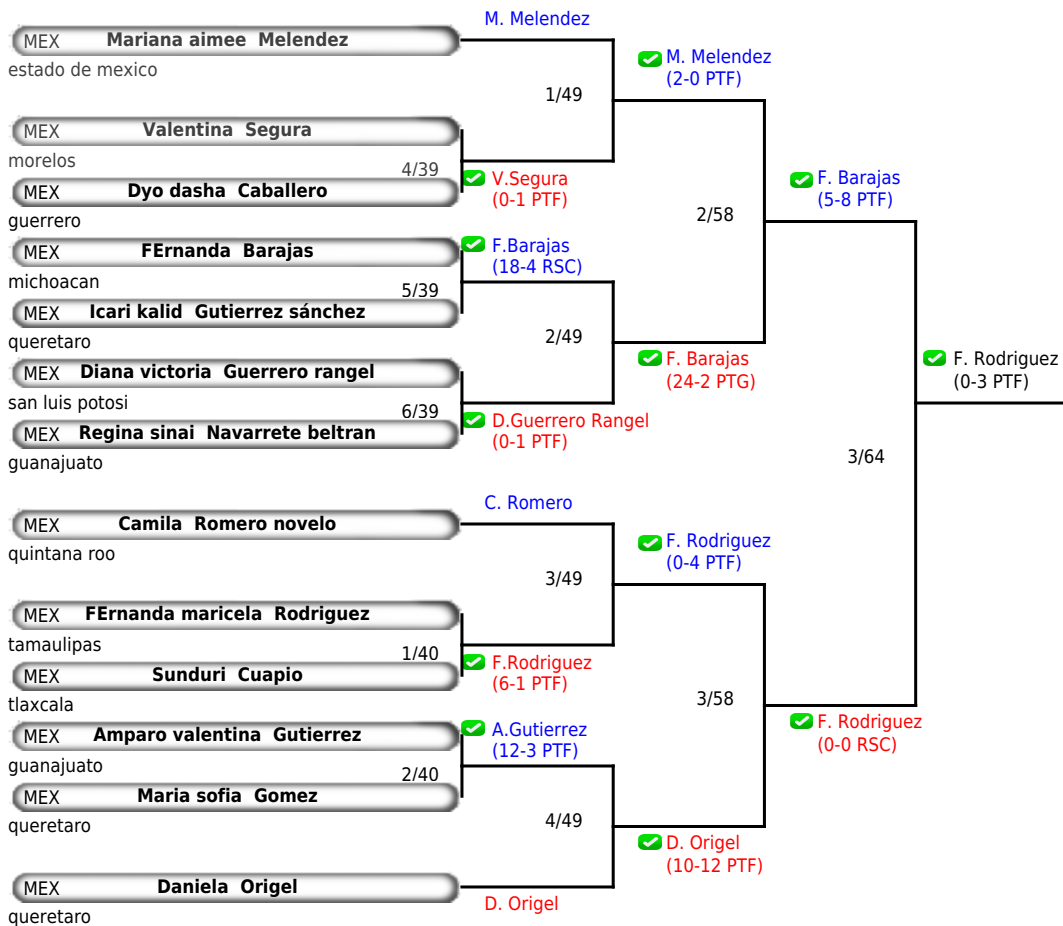 M. Melendez
MEX Mariana aimee Melendez
estado de mexico
M. Melendez
(2-0 PTF)
1/49
MEX Valentina Segura
morelos
4/39
V.Segura
(0-1 PTF)
MEX Dyo dasha Caballero
guerrero
F. Barajas
(5-8 PTF)
2/58
MEX FErnanda Barajas
michoacan
F.Barajas
(18-4 RSC)
5/39
MEX Icari kalid Gutierrez sánchez
queretaro
2/49
MEX Diana victoria Guerrero rangel
san luis potosi
F. Barajas
(24-2 PTG)
6/39
MEX Regina sinai Navarrete beltran
guanajuato
D.Guerrero Rangel
(0-1 PTF)
F. Rodriguez
(0-3 PTF)
3/64
C. Romero
MEX Camila Romero novelo
quintana roo
F. Rodriguez
(0-4 PTF)
3/49
MEX FErnanda maricela Rodriguez
tamaulipas
1/40
F.Rodriguez
(6-1 PTF)
MEX Sunduri Cuapio
tlaxcala
3/58
F. Rodriguez
(0-0 RSC)
MEX Amparo valentina Gutierrez
guanajuato
A.Gutierrez
(12-3 PTF)
2/40
MEX Maria sofia Gomez
queretaro
4/49
D. Origel
(10-12 PTF)
MEX Daniela Origel
queretaro
D. Origel